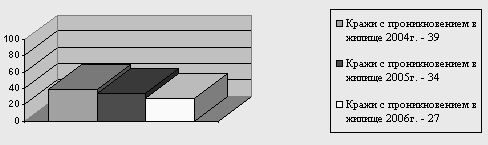 100
80
60
40
20
0
Кражи с проникновением в
жилище 2004г. - 39
Кражи с проникновением в
жилище 2005г. - 34
Кражи с проникновением в
жилище 2006г. - 27